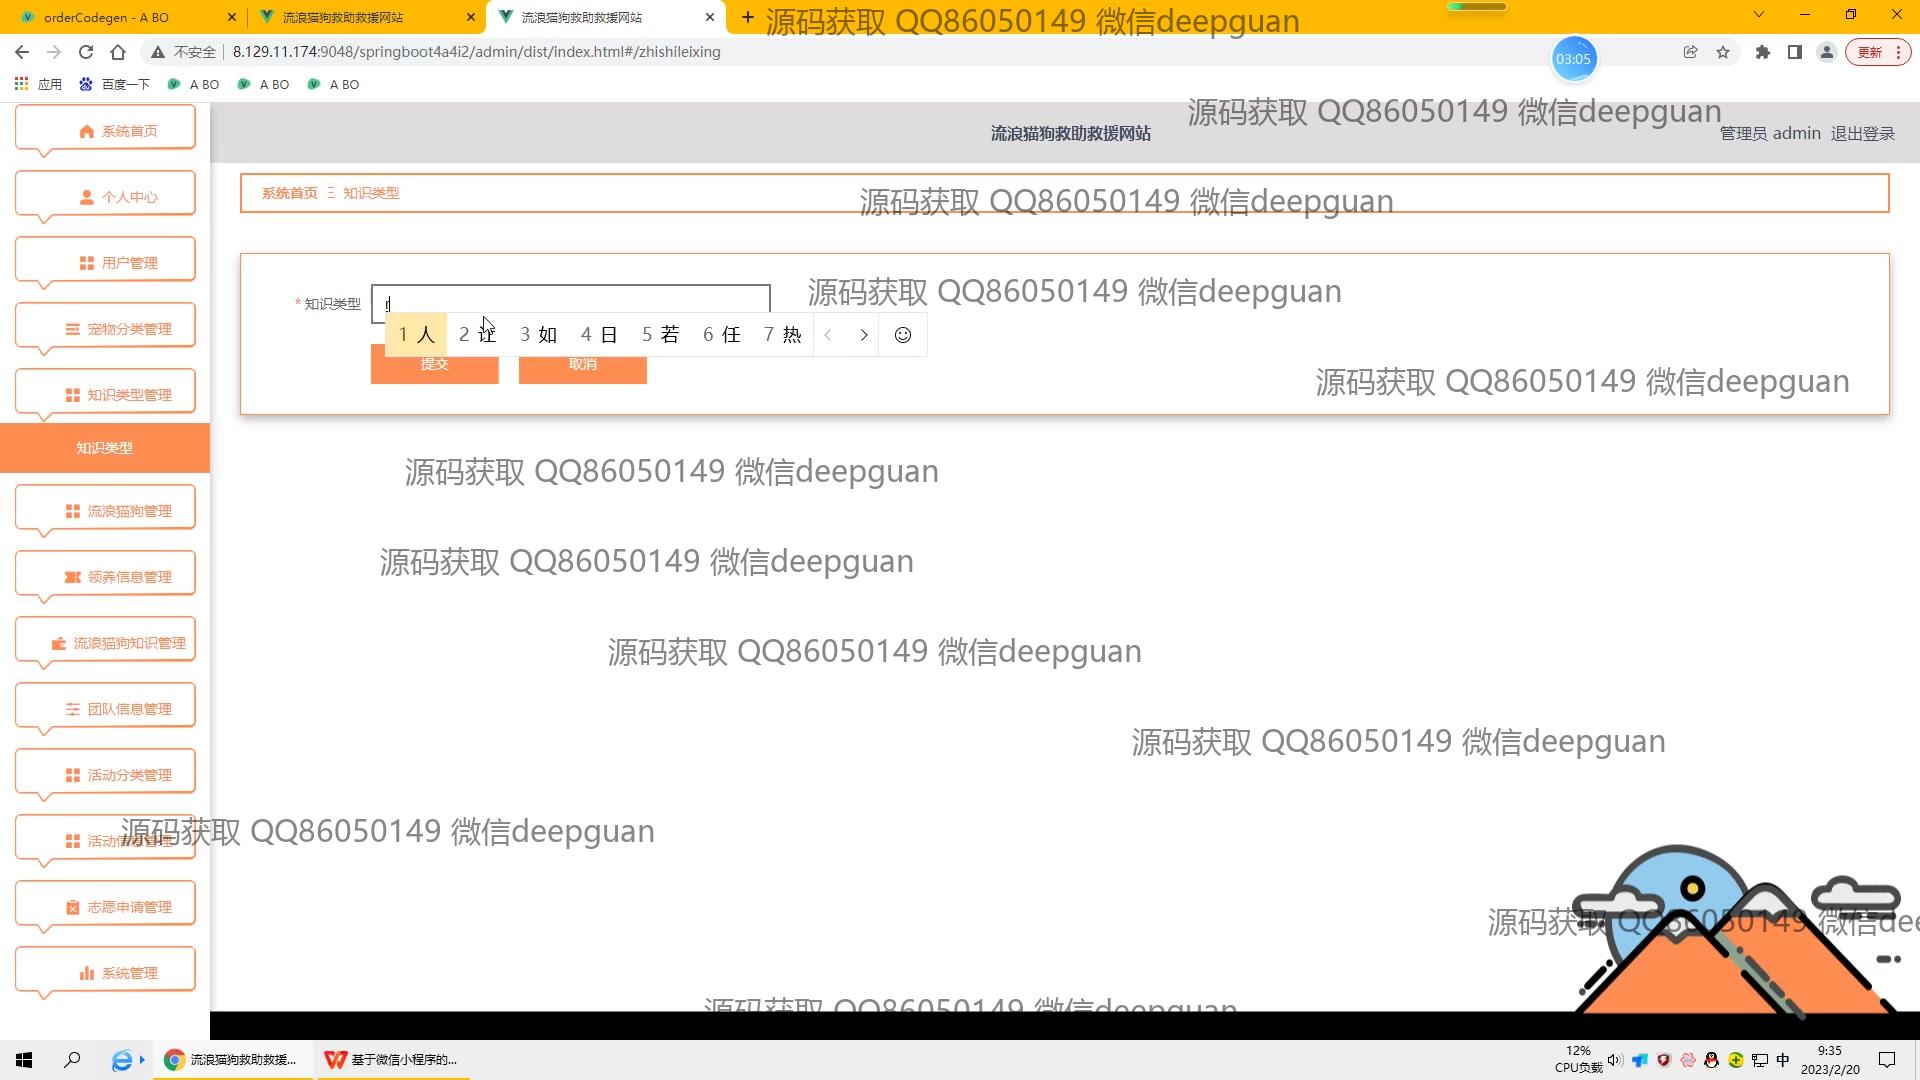 orderCodegen - A BO
流浪猫狗救助救援网站
流浪猫狗救助救援网站
源码获取 QQ86050149 微信deepguan
不安全
8.129.11.174:9048/springboot4a4i2/admin/dist/index.html#/zhishileixing
03:05
更新
应用
百度一下
A BO
A BO
A BO
源码获取 QQ86050149 微信deepguan
系统首页
流浪猫狗救助救援网站
管理员 admin
退出登录
个人中心
系统首页
知识类型
源码获取 QQ86050149 微信deepguan
用户管理
* 知识类型
r
源码获取 QQ86050149 微信deepguan
宠物分类管理
1 人 2 让 3 如 4 日 5 若 6 任 7 热
提交
取消
源码获取 QQ86050149 微信deepguan
知识类型管理
知识类型
源码获取 QQ86050149 微信deepguan
流浪猫狗管理
源码获取 QQ86050149 微信deepguan
领养信息管理
流浪猫狗知识管理
源码获取 QQ86050149 微信deepguan
团队信息管理
源码获取 QQ86050149 微信deepguan
活动分类管理
活动信息管理
源码获取 QQ86050149 微信deepguan
志愿申请管理
源码获取 QQ86050149 微信dee
系统管理
源码获取 QQ86050149 微信deepguan
流浪猫狗救助救援...
基于微信小程序的...
12%
CPU负载
中
9:35
2023/2/20